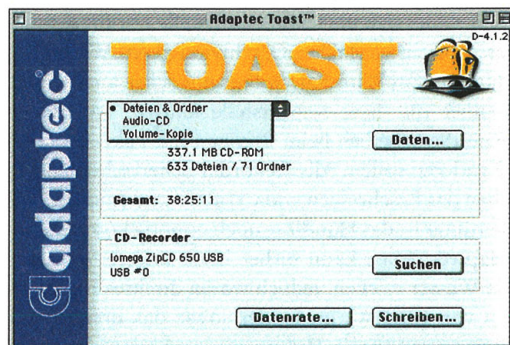 Adaptec Toast™
D-4.1.2
TOAST
adaptec
• Dateien & Ordner
Audio-CD
Volume-Kopie
337.1 MB CD-ROM
633 Dateien / 71 Ordner
Daten...
Gesamt: 38:25:11
CD-Recorder
Iomega ZipCD 650 USB
USB #0
Suchen
Datenrate...
Schreiben...